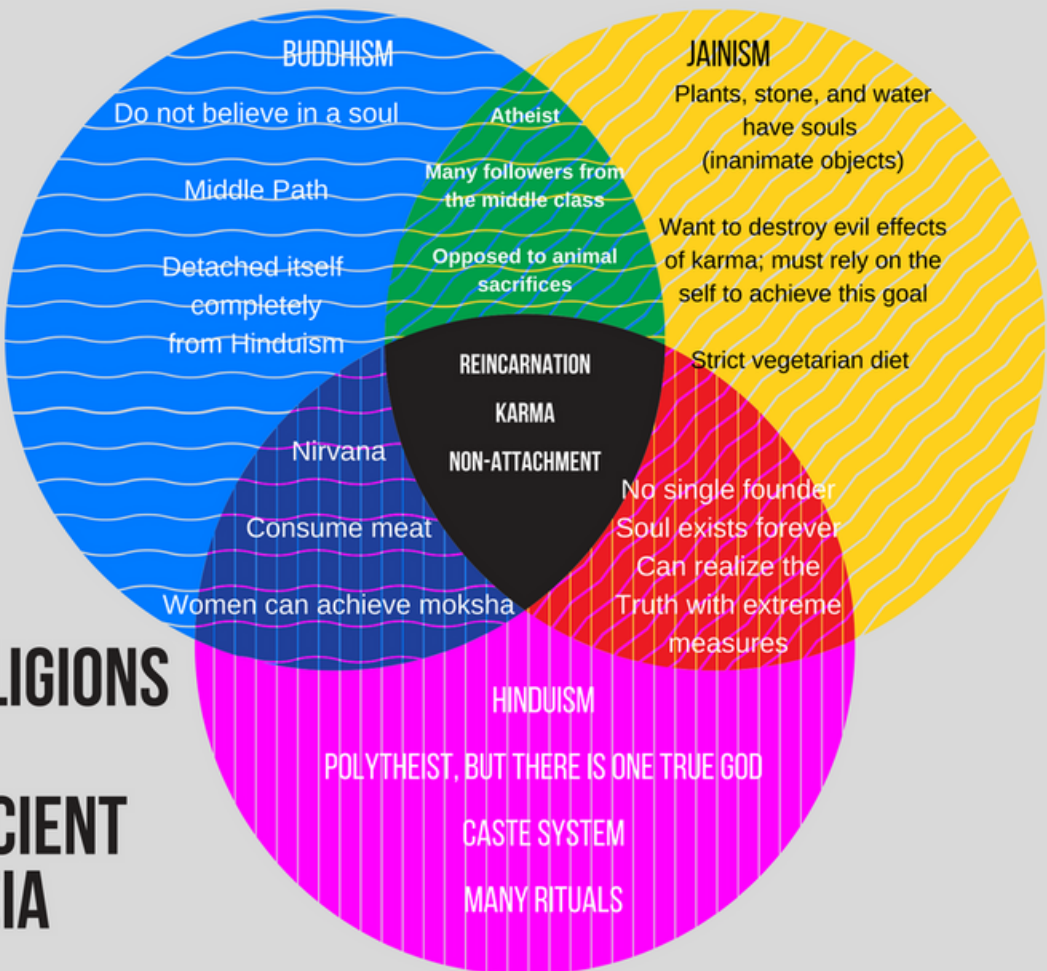 BUDDHISM
Do not believe in a soul
Middle Path
Detached itself
completely
from Hinduism
JAINISM
Plants, stone, and water
have souls
(inanimate objects)
Want to destroy evil effects
of karma; must rely on the
self to achieve this goal
Strict vegetarian diet
Atheist
Many followers from
the middle class
Opposed to animal
sacrifices
REINCARNATION
KARMA
NON-ATTACHMENT
Nirvana
Consume meat
Women can achieve moksha
No single founder
Soul exists forever
Can realize the
Truth with extreme
measures
HINDUISM
POLYTHEIST, BUT THERE IS ONE TRUE GOD
CASTE SYSTEM
MANY RITUALS
LIGIONS
CIENT
IA